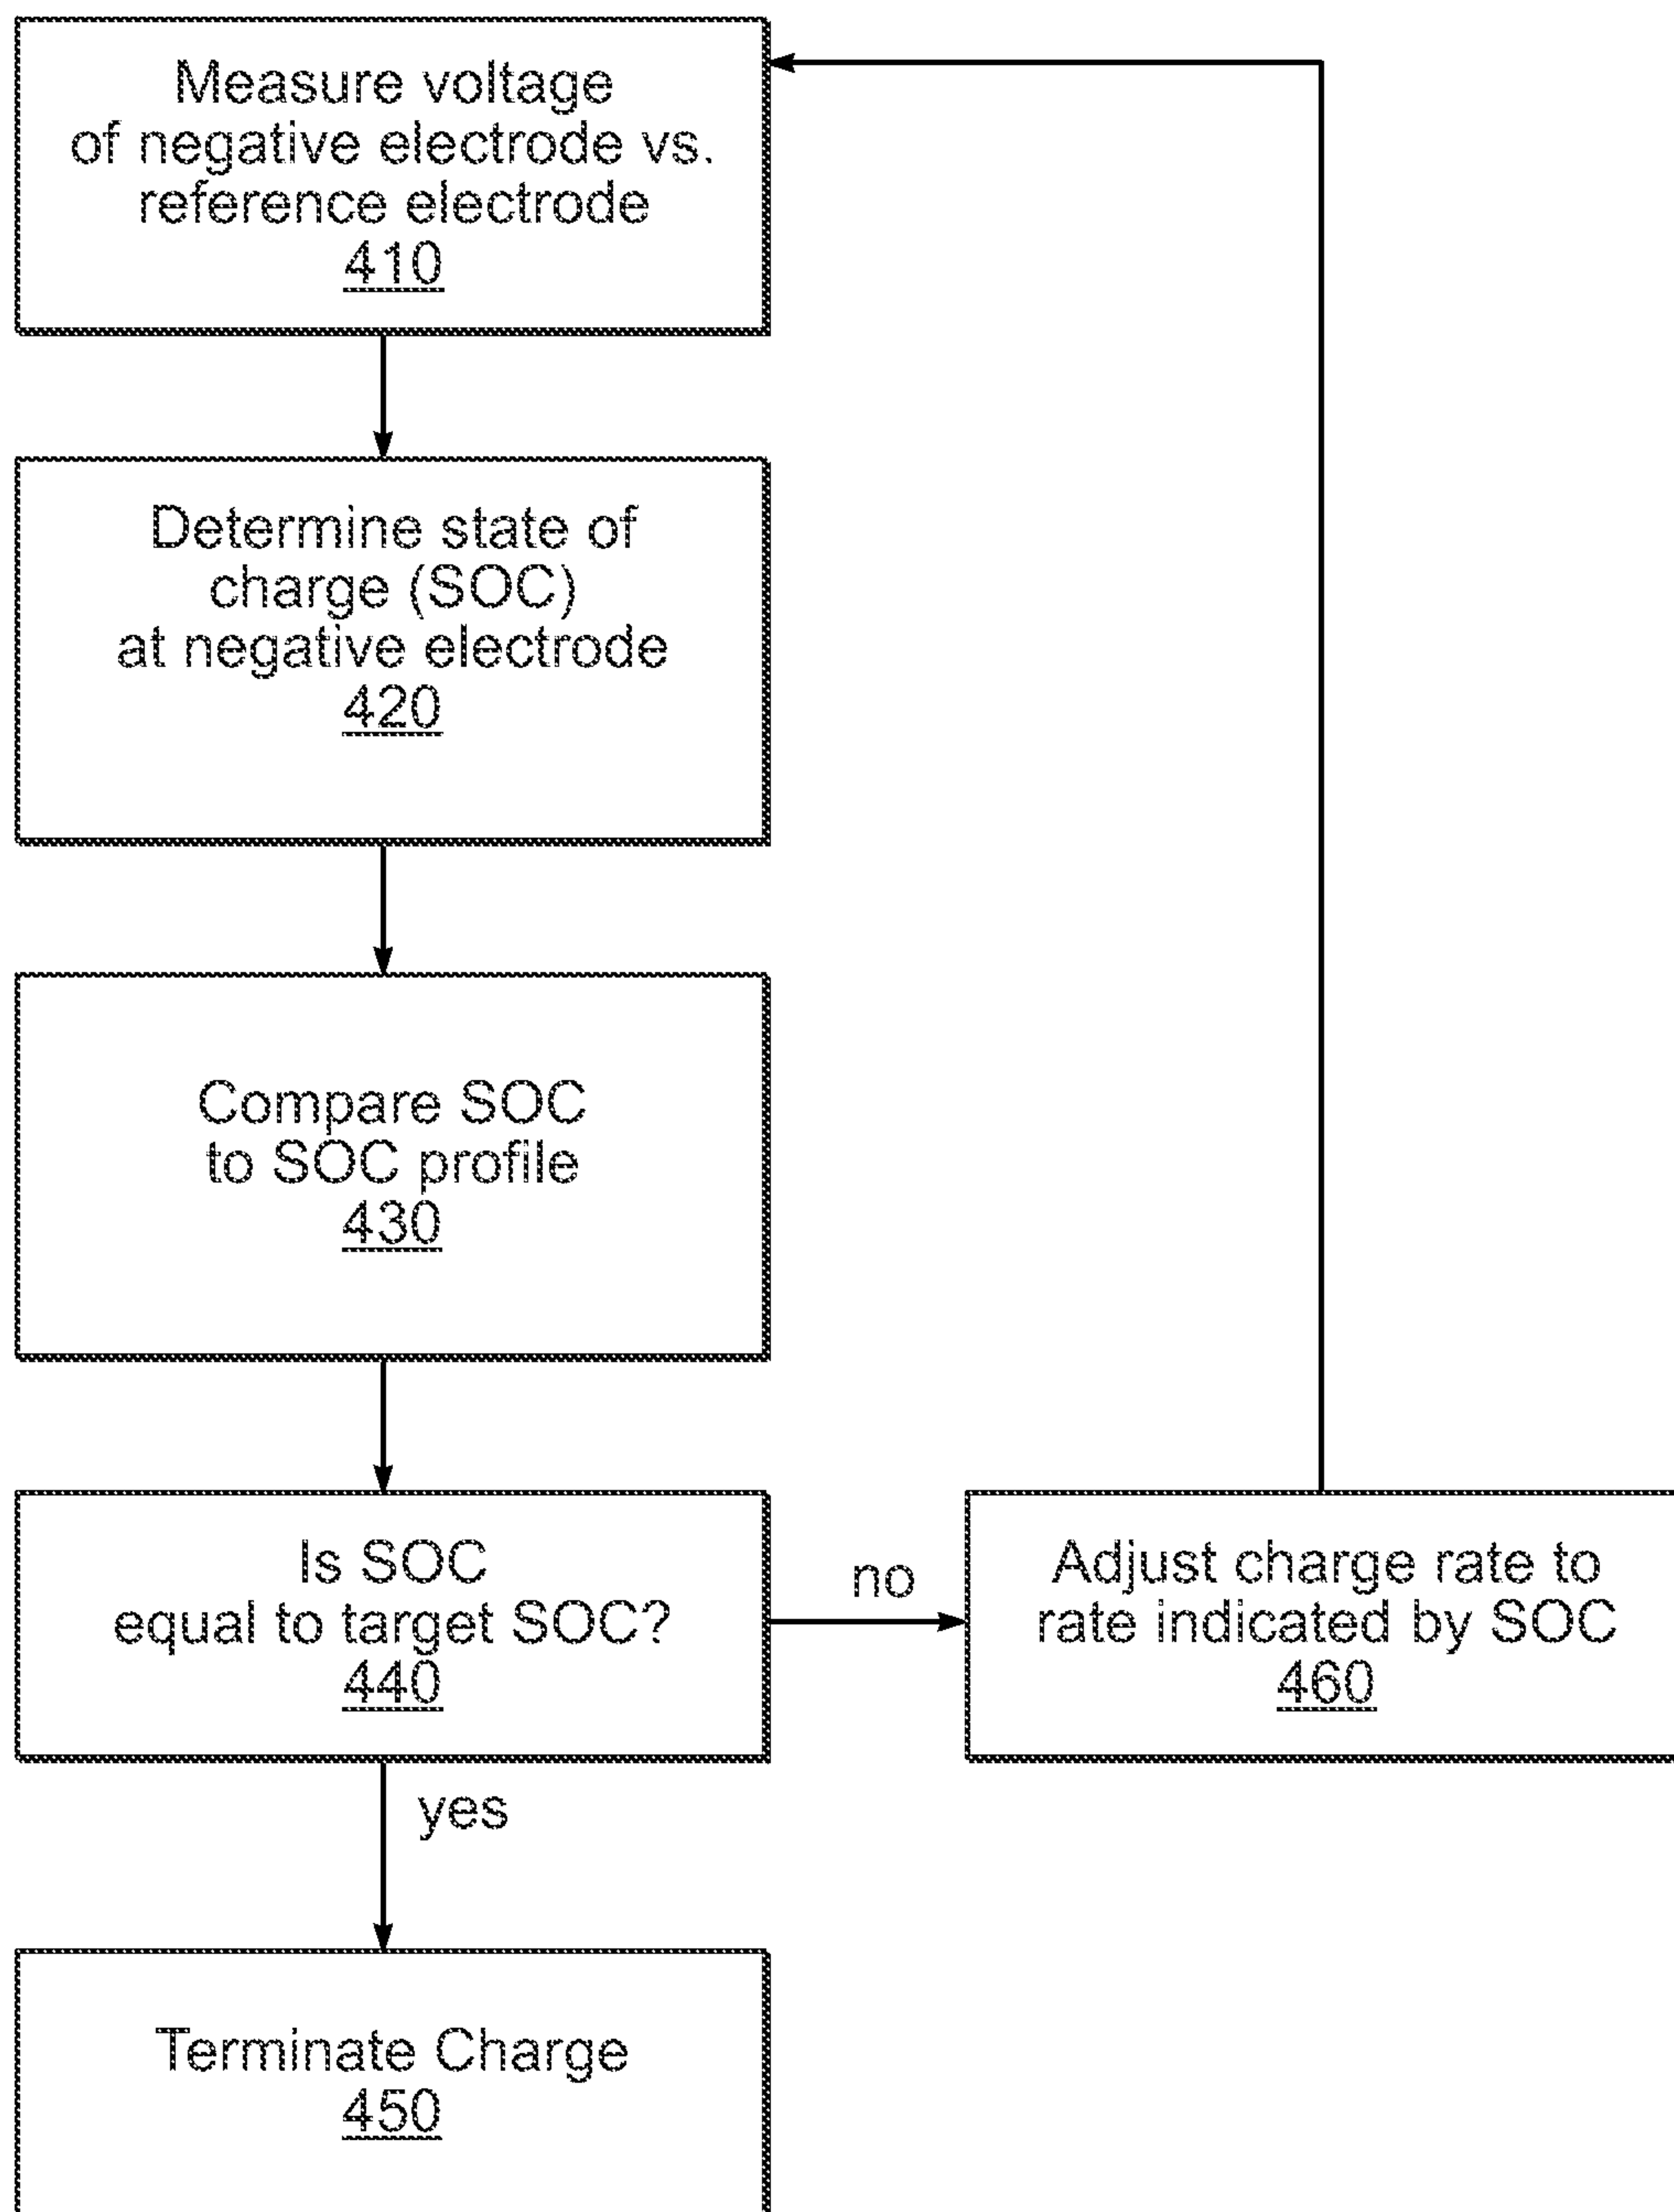 Measure voltage
of negative electrode vs.
reference electrode
410
Determine state of
charge (SOC)
at negative electrode
420
Compare SOC
to SOC profile
430
Is SOC
equal to target SOC?
440
no
Adjust charge rate to
rate indicated by SOC
460
yes
Terminate Charge
450